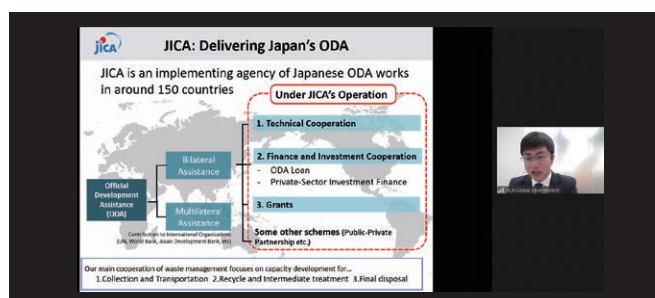 JICA
JICA: Delivering Japan's ODA
JICA is an implementing agency of Japanese ODA works
in around 150 countries
Under JICA's Operation
1. Technical Cooperation
Bilateral
Assistance
2. Finance and Investment Cooperation
- ODA Loan
- Private-Sector Investment Finance
Official
Development
Assistance
(ODA)
3. Grants
Multilateral
Assistance
Contribution to International Organizations
(UN, World Bank, Asian Development Bank, etc)
Some other schemes (Public-Private
Partnership etc.)
Our main cooperation of waste management focuses on capacity development for...
1.Collection and Transportation 2.Recycle and Intermediate treatment 3.Final disposal
JICA Global Environment